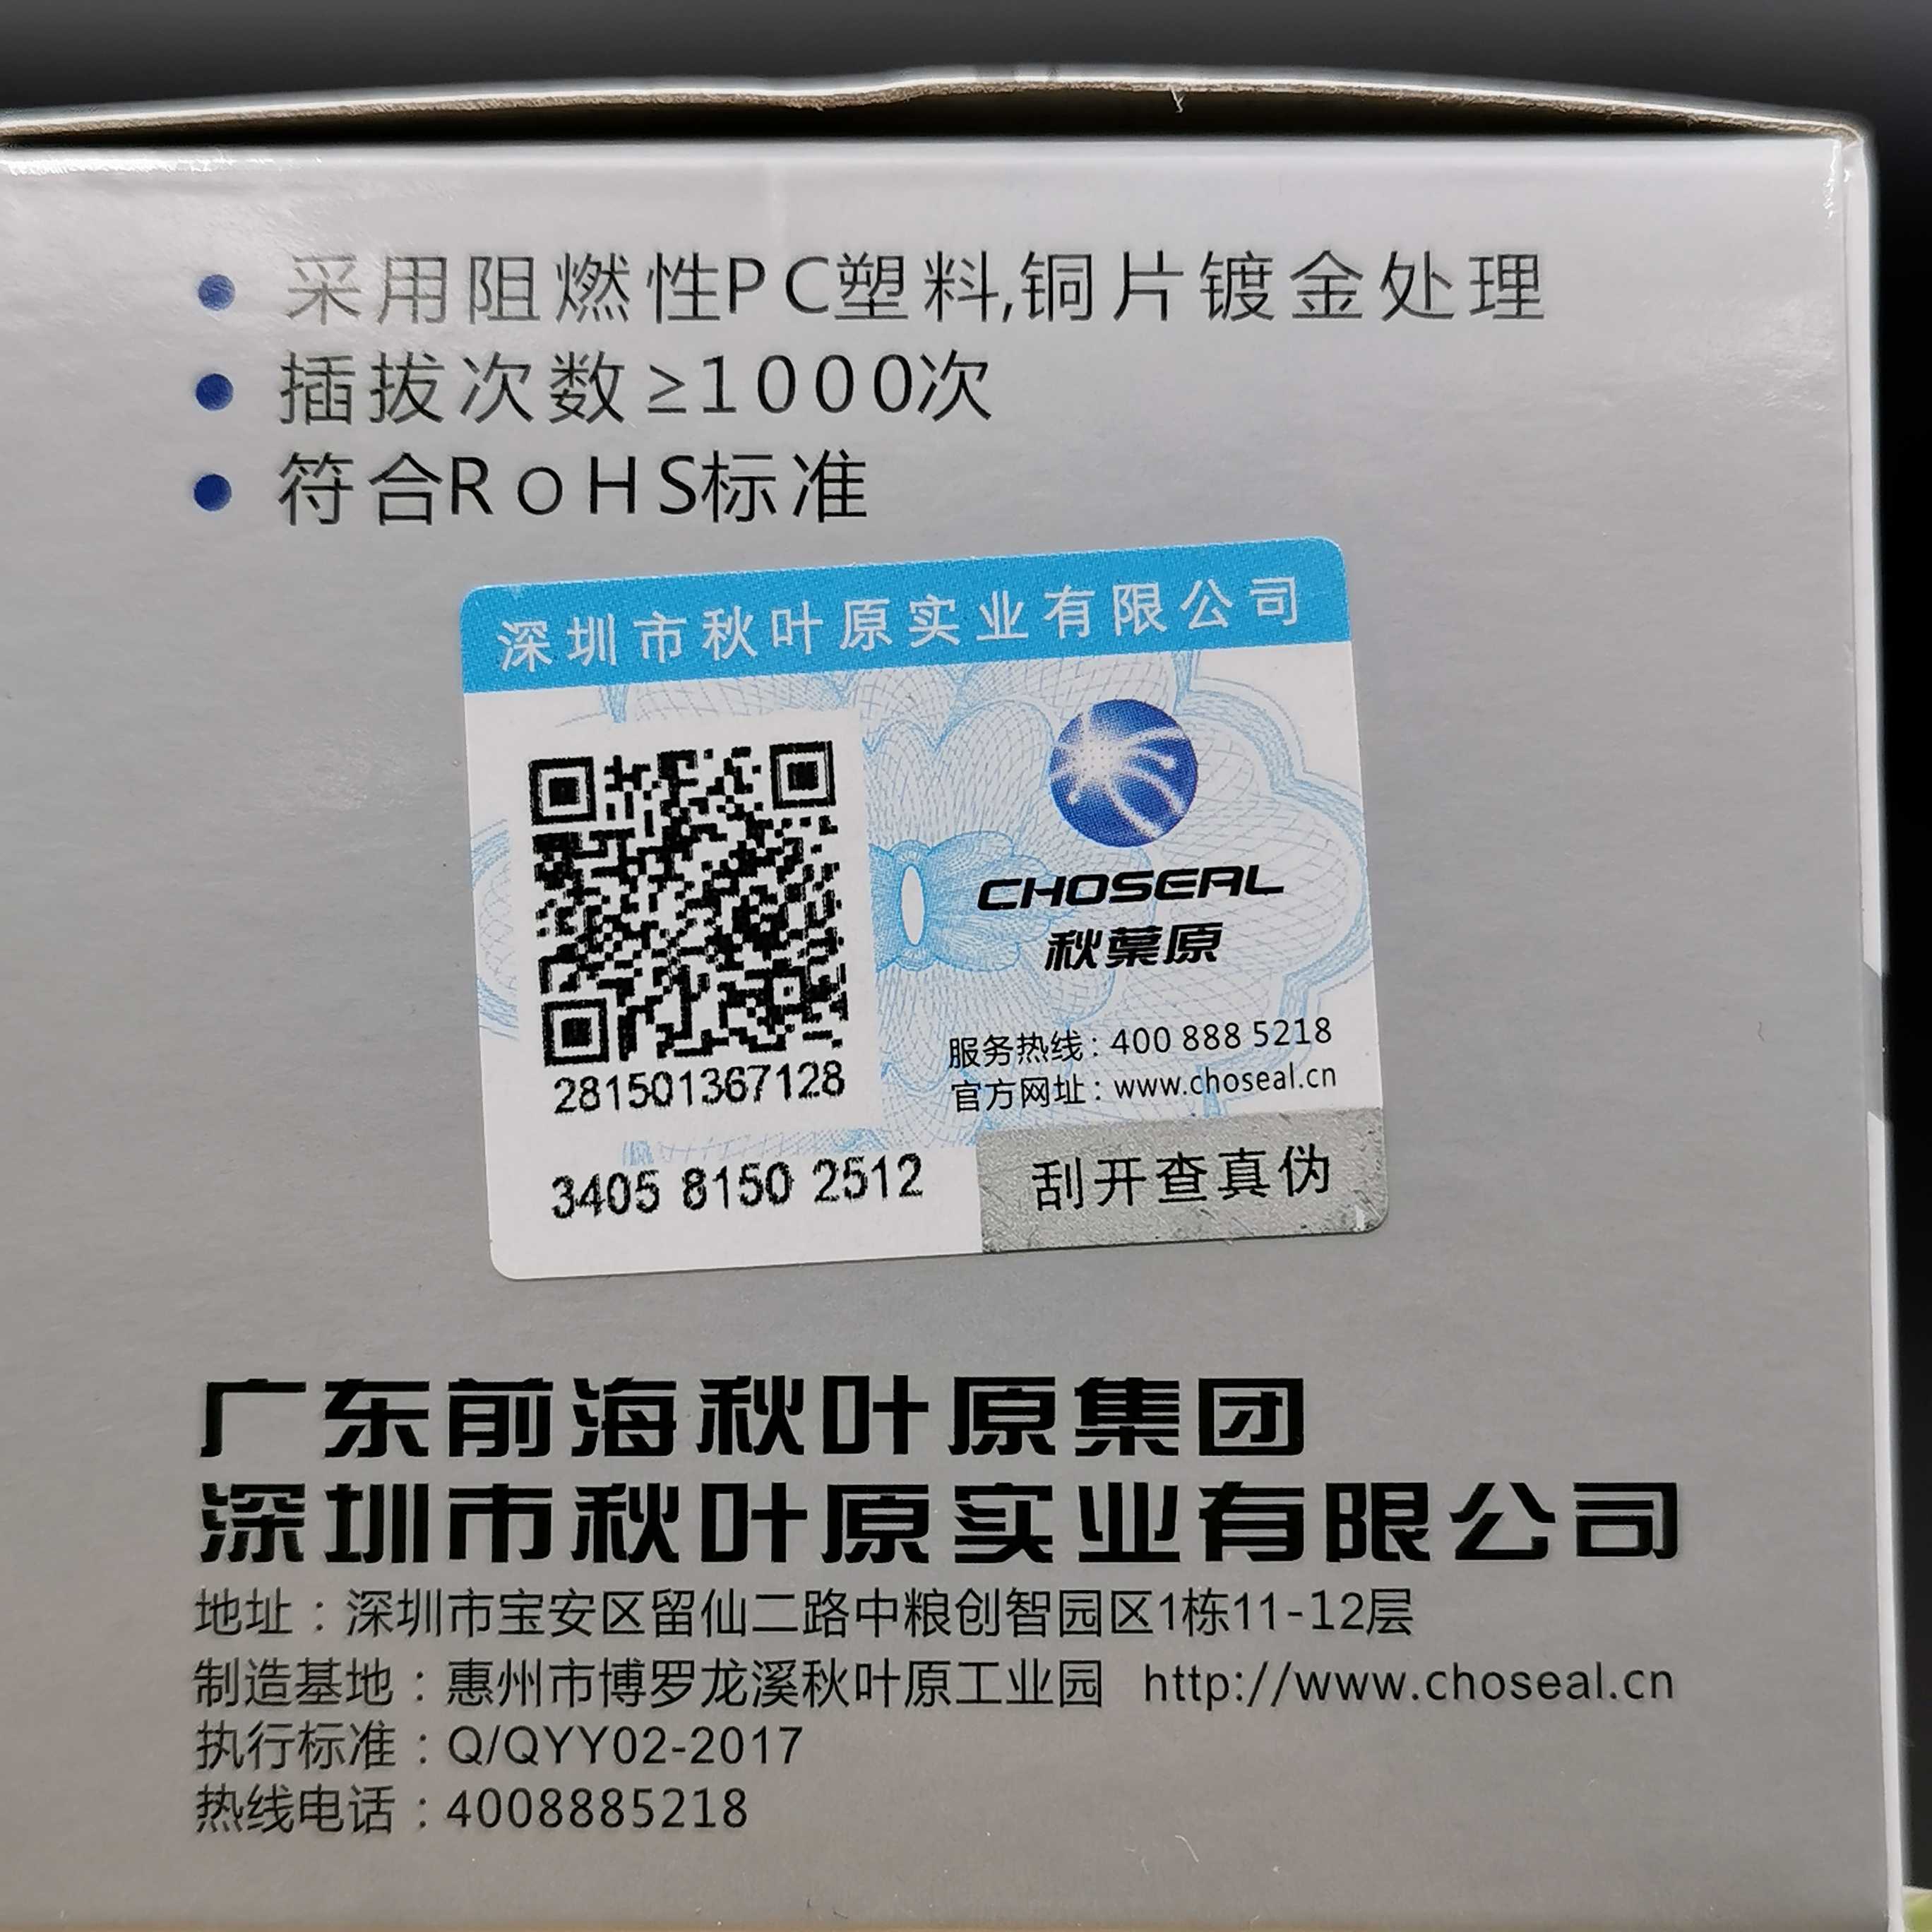 采用阻燃性PC塑料,铜片镀金处理
插拔次数≥1000次
符合RoHS标准
深圳市秋叶原实业有限公司
CHOSEAL
秋葉原
281501367128
服务热线:400 888 5218
官方网址:www.choseal.cn
3405 8150 2512
刮开查真伪
广东前海秋叶原集团
深圳市秋叶原实业有限公司
地址:深圳市宝安区留仙二路中粮创智园区1栋11-12层
制造基地:惠州市博罗龙溪秋叶原工业园 http://www.choseal.cn
执行标准:Q/QYY02-2017
热线电话:4008885218